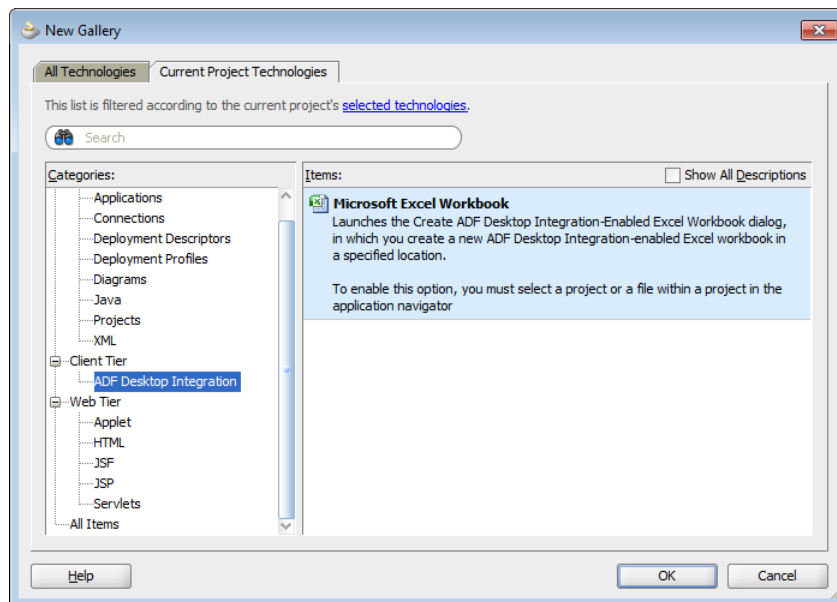 New Gallery
All Technologies
Current Project Technologies
This list is filtered according to the current project's selected technologies.
Search
Categories:
Applications
Connections
Deployment Descriptors
Deployment Profiles
Diagrams
Java
Projects
XML
Client Tier
ADF Desktop Integration
Web Tier
Applet
HTML
JSF
JSP
Servlets
All Items
Items:
Show All Descriptions
Microsoft Excel Workbook
Launches the Create ADF Desktop Integration-Enabled Excel Workbook dialog,
in which you create a new ADF Desktop Integration-enabled Excel workbook in
a specified location.
To enable this option, you must select a project or a file within a project in the
application navigator
Help
OK
Cancel